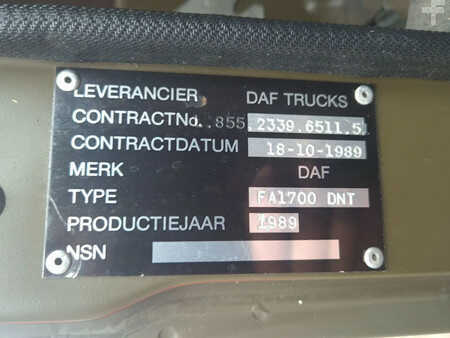 LEVERANCIER DAF TRUCKS
CONTRACTNo. .855.2339.6511.5
CONTRACTDATUM 18-10-1989
MERK DAF
TYPE FA1700 DNT
PRODUCTIEJAAR 1989
NSN